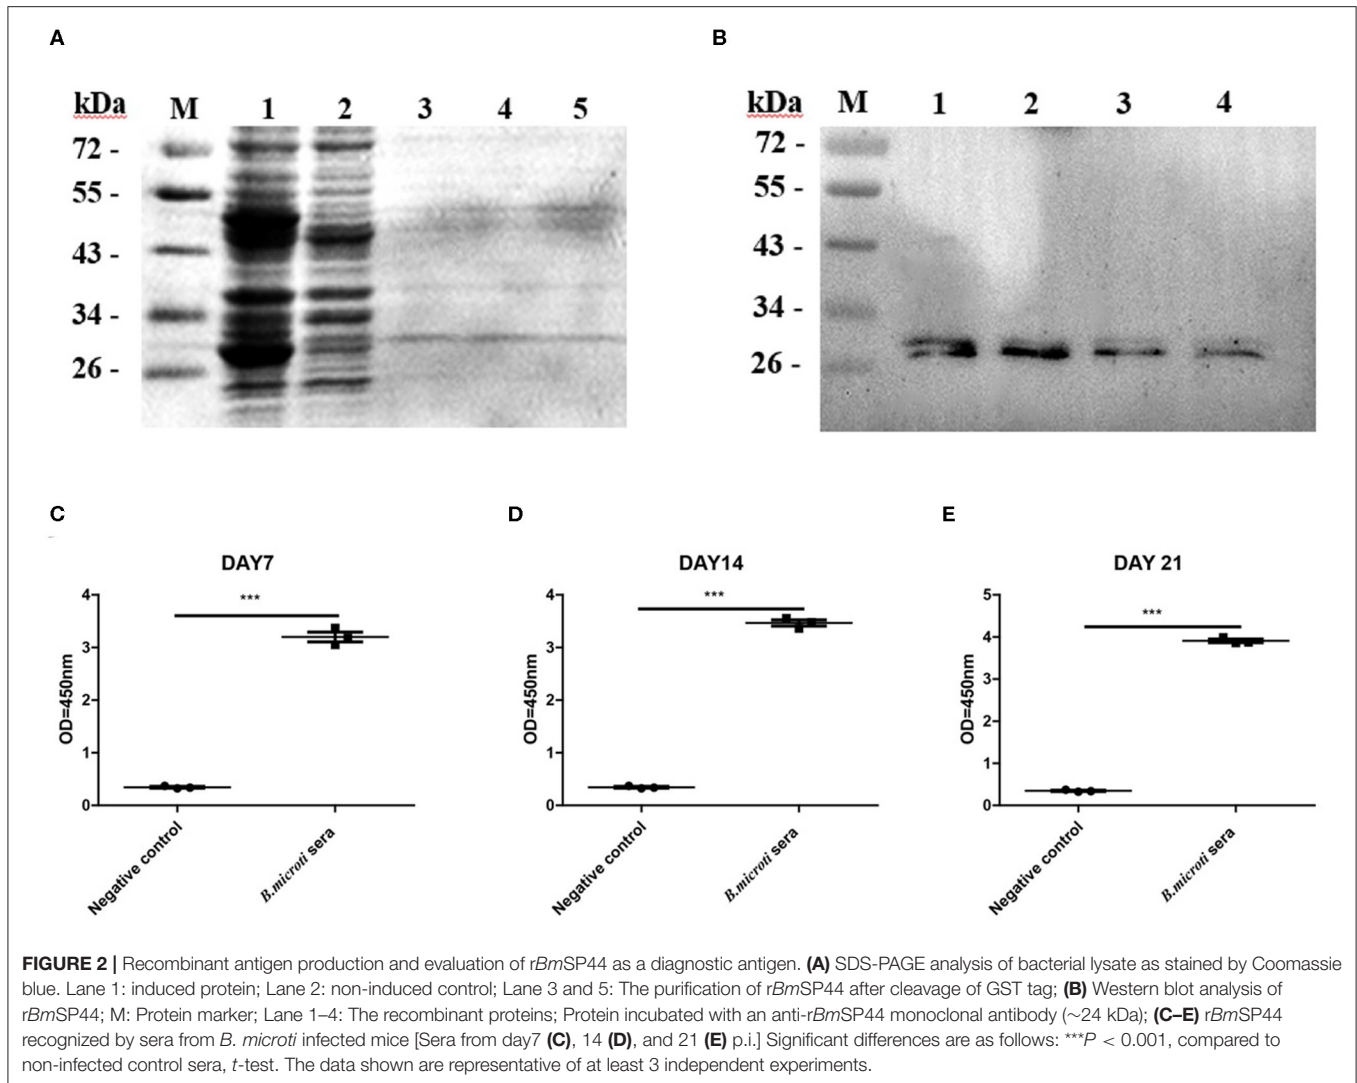 A
B
kDa M 1 2 3 4 5
72 -
55 -
43 -
34 -
26 -
kDa M 1 2 3 4
72 -
55 -
43 -
34 -
26 -
C
DAY7
***
OD=450nm
4
3
2
1
0
Negative control
B.microti sera
D
DAY14
***
OD=450nm
4
3
2
1
0
Negative control
B.microti sera
E
DAY 21
***
OD=450nm
5
4
3
2
1
0
Negative control
B.microti sera
FIGURE 2 | Recombinant antigen production and evaluation of rBmSP44 as a diagnostic antigen. (A) SDS-PAGE analysis of bacterial lysate as stained by Coomassie
blue. Lane 1: induced protein; Lane 2: non-induced control; Lane 3 and 5: The purification of rBmSP44 after cleavage of GST tag; (B) Western blot analysis of
rBmSP44; M: Protein marker; Lane 1–4: The recombinant proteins; Protein incubated with an anti-rBmSP44 monoclonal antibody (~24 kDa); (C–E) rBmSP44
recognized by sera from B. microti infected mice [Sera from day7 (C), 14 (D), and 21 (E) p.i.] Significant differences are as follows: ***P < 0.001, compared to
non-infected control sera, t-test. The data shown are representative of at least 3 independent experiments.